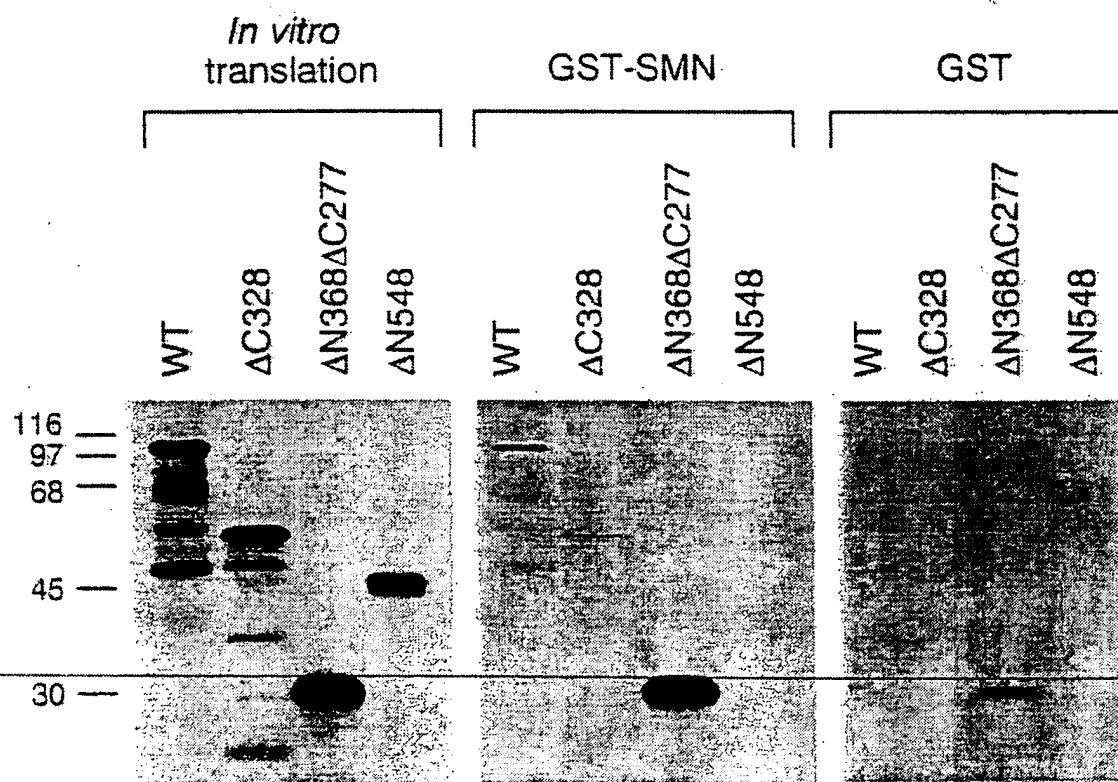 In vitro
translation
GST-SMN
GST
WT
ΔC328
ΔN368ΔC277
ΔN548
WT
ΔC328
ΔN368ΔC277
ΔN548
WT
ΔC328
ΔN368ΔC277
ΔN548
116
97
68
45
30